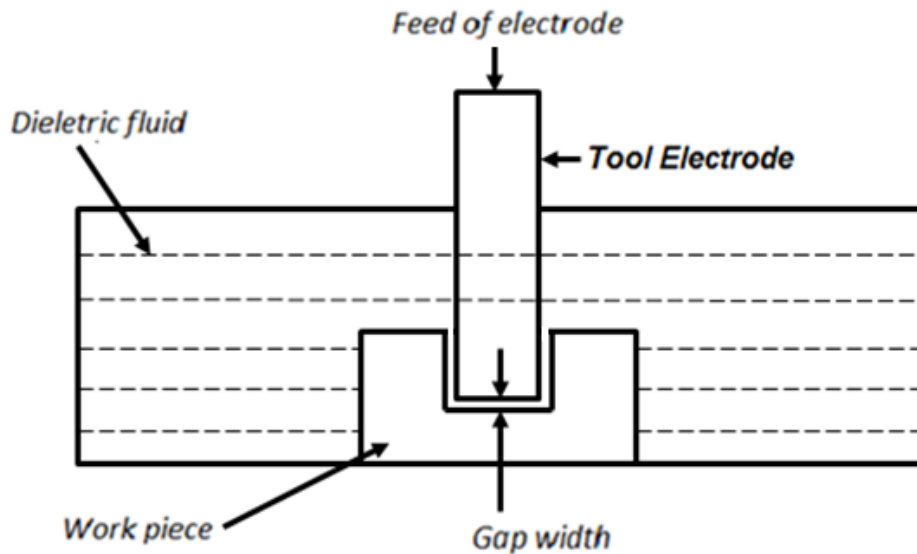 Feed of electrode
Dieletric fluid
Tool Electrode
Work piece
Gap width